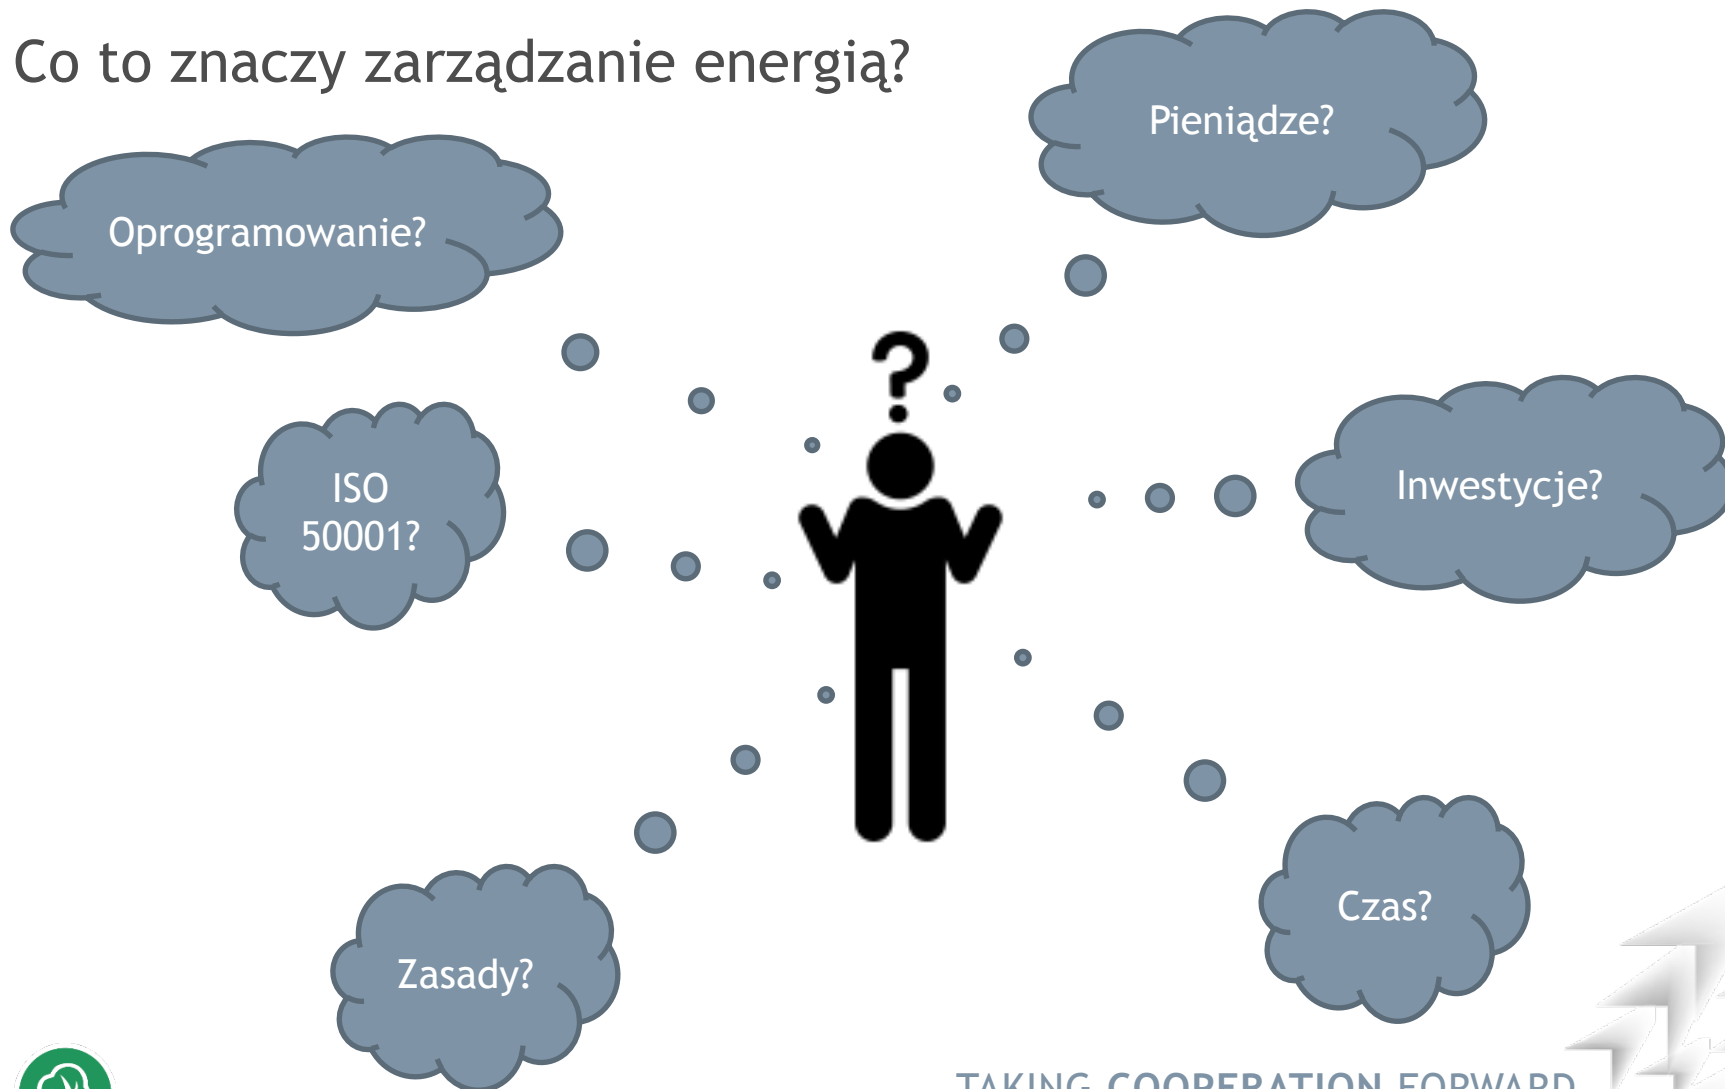 Co to znaczy zarządzanie energią?
Pieniądze?
Oprogramowanie?
ISO
50001?
Inwestycje?
Czas?
Zasady?
TAKING COOPERATION FORWARD